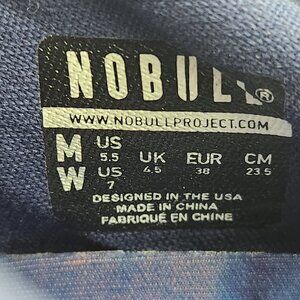 NOBULL®
WWW.NOBULLPROJECT.COM
M US 5.5 UK 4.5 EUR 38 CM 23.5
W US 7
DESIGNED IN THE USA
MADE IN CHINA
FABRIQUÉ EN CHINE